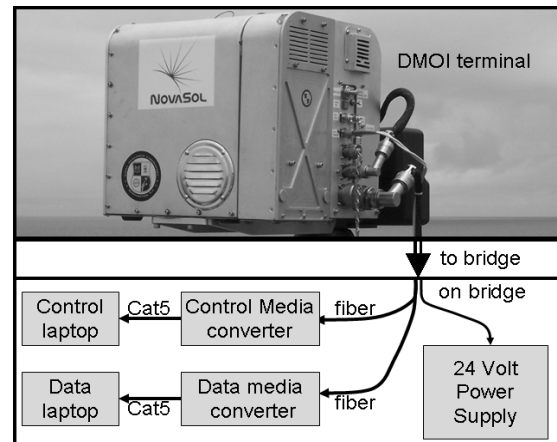 DMOI terminal
NOVASOL
to bridge
on bridge
Control
laptop
Cat5
Control Media
converter
fiber
Data
laptop
Cat5
Data media
converter
fiber
24 Volt
Power
Supply